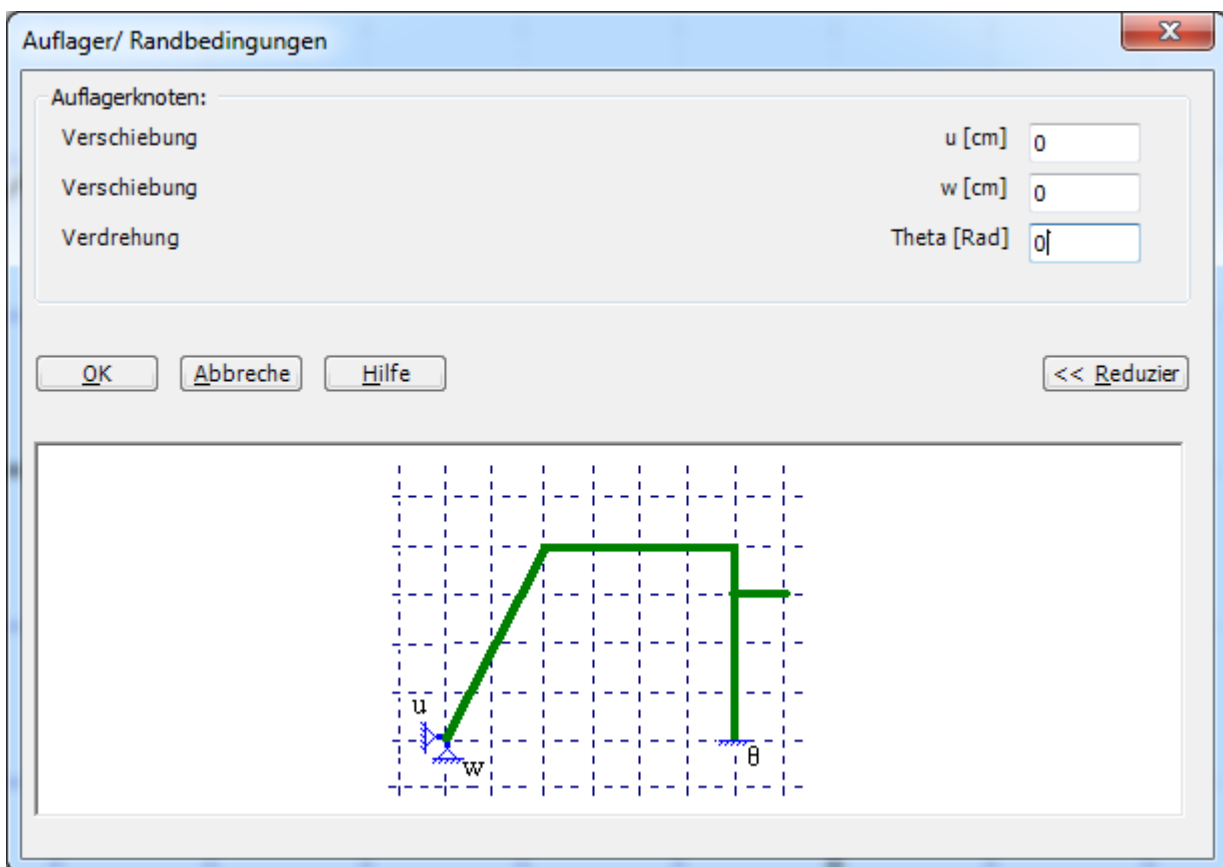 Auflager/ Randbedingungen
x
Auflagerknoten:
Verschiebung u [cm] 0
Verschiebung w [cm] 0
Verdrehung Theta [Rad] 0
OK Abbreche Hilfe << Reduzier
u
w
θ